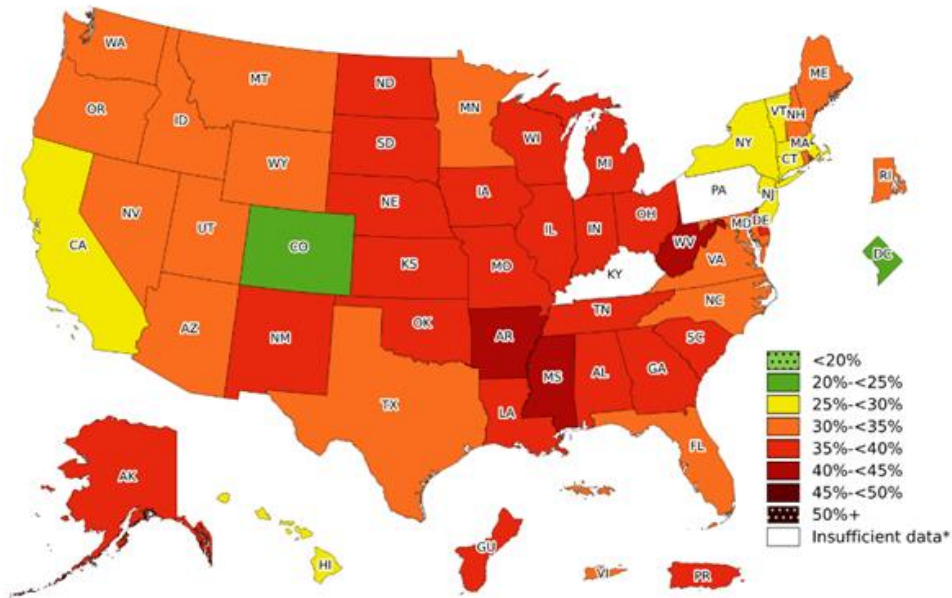 WA
MT
ND
MN
ME
OR
ID
SD
WI
VT
NH
WY
MI
NY
MA
CT
RI
NE
IA
PA
NJ
NV
UT
CO
IL
IN
OH
MD
DE
CA
KS
MO
WV
VA
DC
KY
AZ
NM
OK
AR
TN
NC
MS
AL
GA
SC
TX
LA
FL
AK
HI
GU
VI
PR
<20%
20%-<25%
25%-<30%
30%-<35%
35%-<40%
40%-<45%
45%-<50%
50%+
Insufficient data*